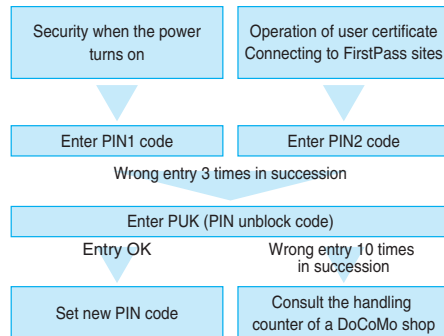 Security when the power
turns on
Operation of user certificate
Connecting to FirstPass sites
Enter PIN1 code
Enter PIN2 code
Wrong entry 3 times in succession
Enter PUK (PIN unblock code)
Entry OK
Wrong entry 10 times
in succession
Set new PIN code
Consult the handling
counter of a DoCoMo shop